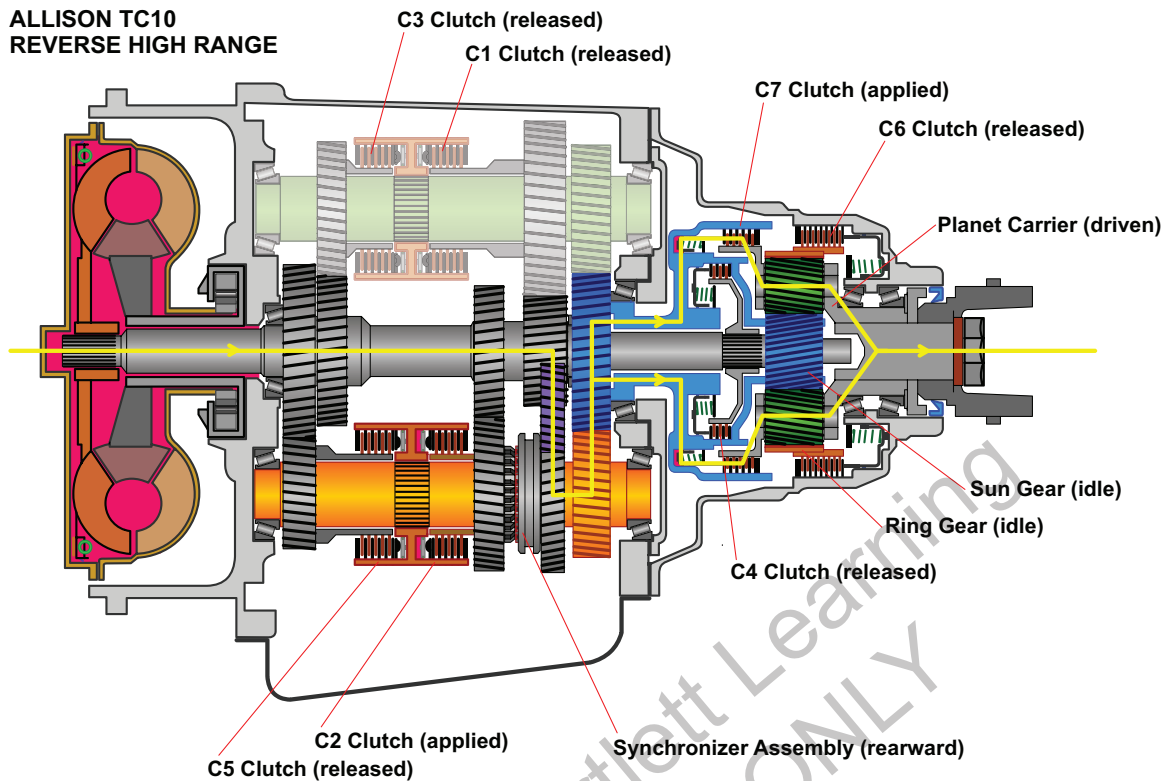 ALLISON TC10
REVERSE HIGH RANGE
C3 Clutch (released)
C1 Clutch (released)
C7 Clutch (applied)
C6 Clutch (released)
Planet Carrier (driven)
Sun Gear (idle)
Ring Gear (idle)
C4 Clutch (released)
Synchronizer Assembly (rearward)
C2 Clutch (applied)
C5 Clutch (released)
Learning
ONLY